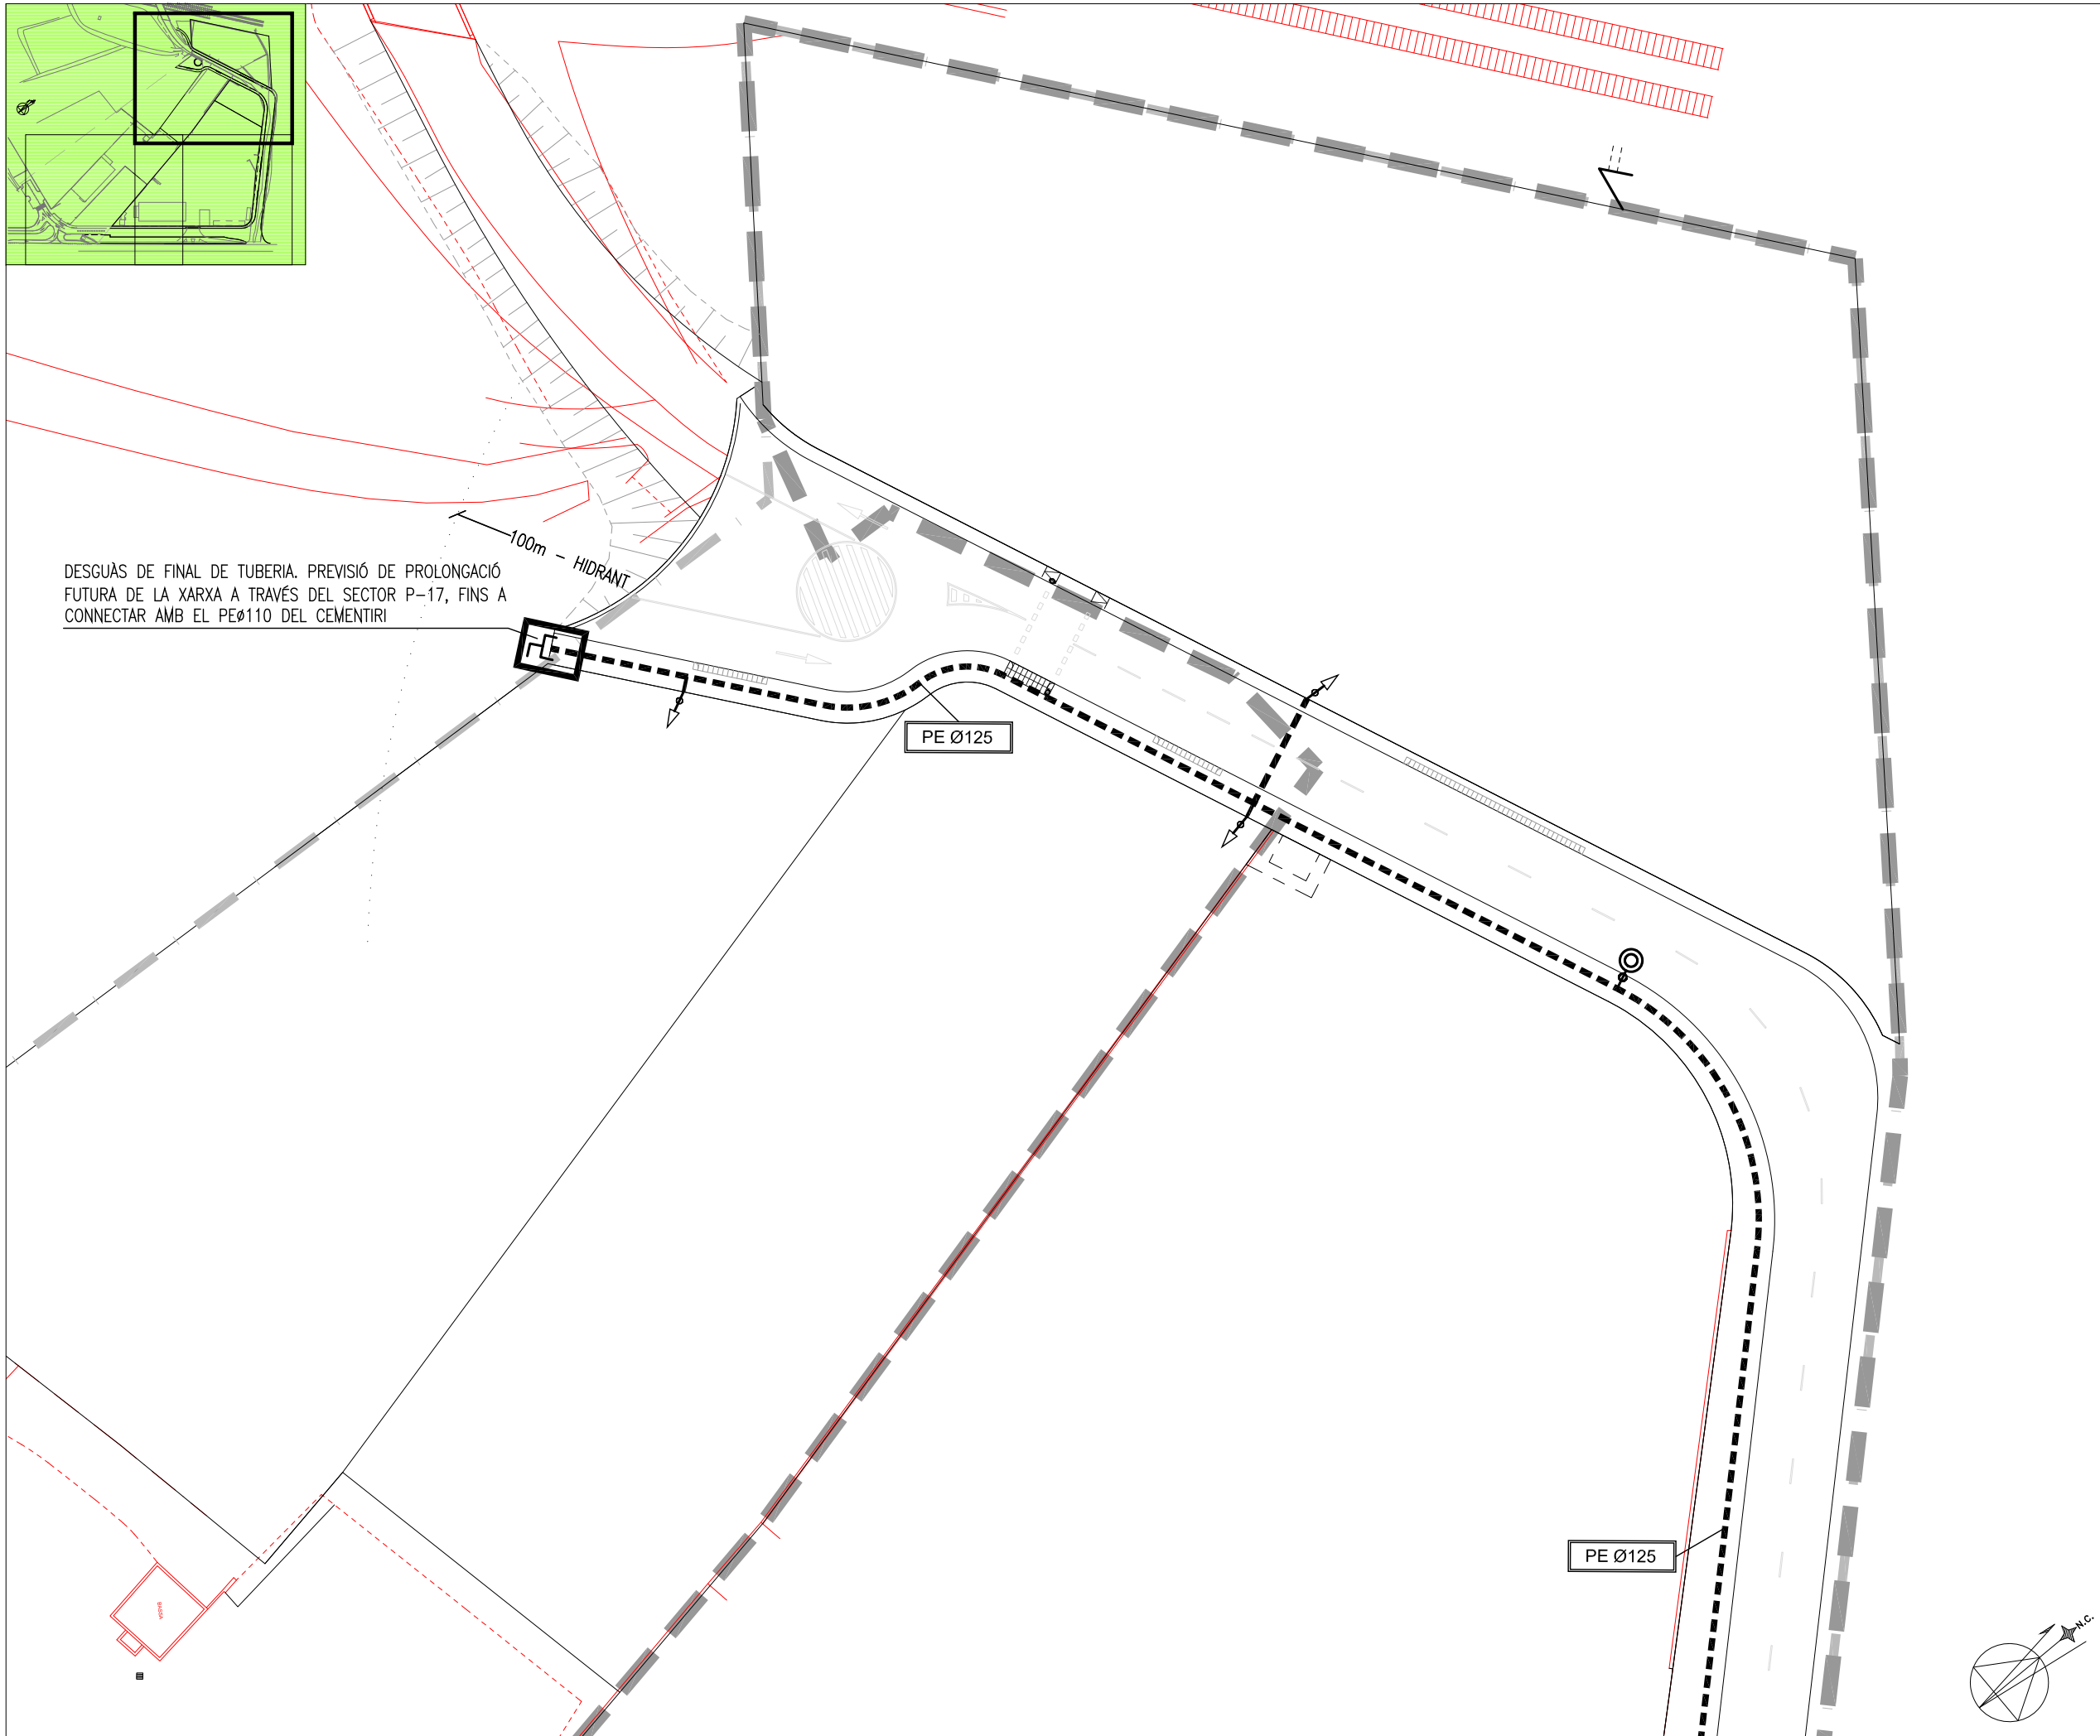 100m - HIDRANT
DESGUÀS DE FINAL DE TUBERIA. PREVISIÓ DE PROLONGACIÓ
FUTURA DE LA XARXA A TRAVÉS DEL SECTOR P-17, FINS A
CONNECTAR AMB EL PEø110 DEL CEMENTIRI
PE Ø125
PE Ø125
BASSA
N.C.